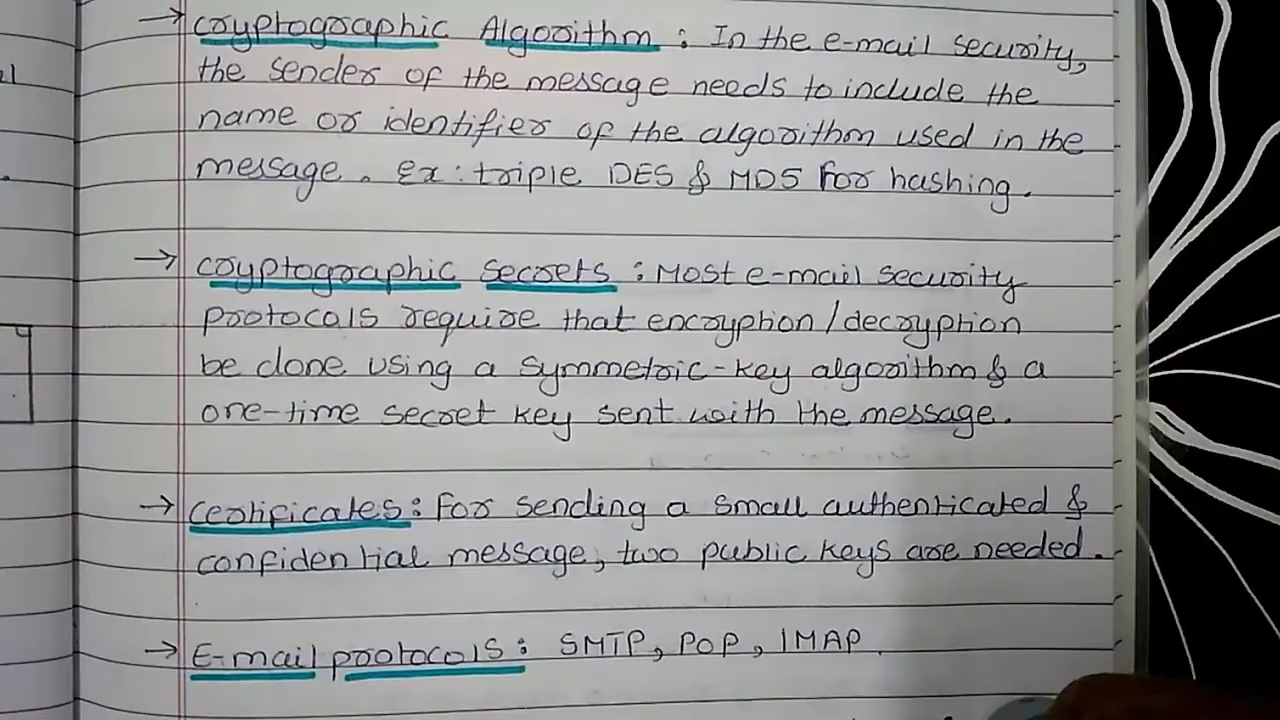 → Cryptographic Algorithm : In the e-mail security,
the sender of the message needs to include the
name or identifier of the algorithm used in the
message. Ex : triple DES & MD5 for hashing.
→ cryptographic secrets : Most e-mail security
protocals require that encryption/decryption
be done using a symmetric-key algorithm & a
one-time secret key sent with the message.
→ Certificates : For sending a small authenticated &
confidential message, two public keys are needed.
→ E-mail protocols : SMTP, POP, IMAP.